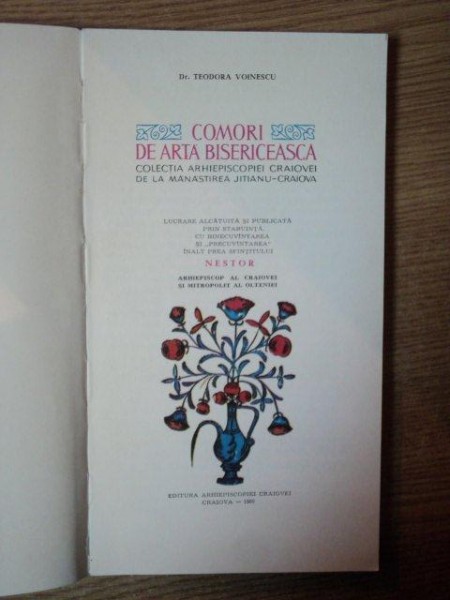 Dr. TEODORA VOINESCU
COMORI
DE ARTA BISERICEASCA
COLECTIA ARHIEPISCOPIEI CRAIOVEI
DE LA MANASTIREA JITIANU-CRAIOVA
LUCRARE ALCĂTUITĂ ȘI PUBLICATĂ
PRIN STĂRUINȚA
CU BINECUVÎNTAREA
ȘI „PRECUVÎNTAREA"
ÎNALT PREA SFINȚITULUI
NESTOR
ARHIEPISCOP AL CRAIOVEI
ȘI MITROPOLIT AL OLTENIEI
EDITURA ARHIEPISCOPIEI CRAIOVEI
CRAIOVA —